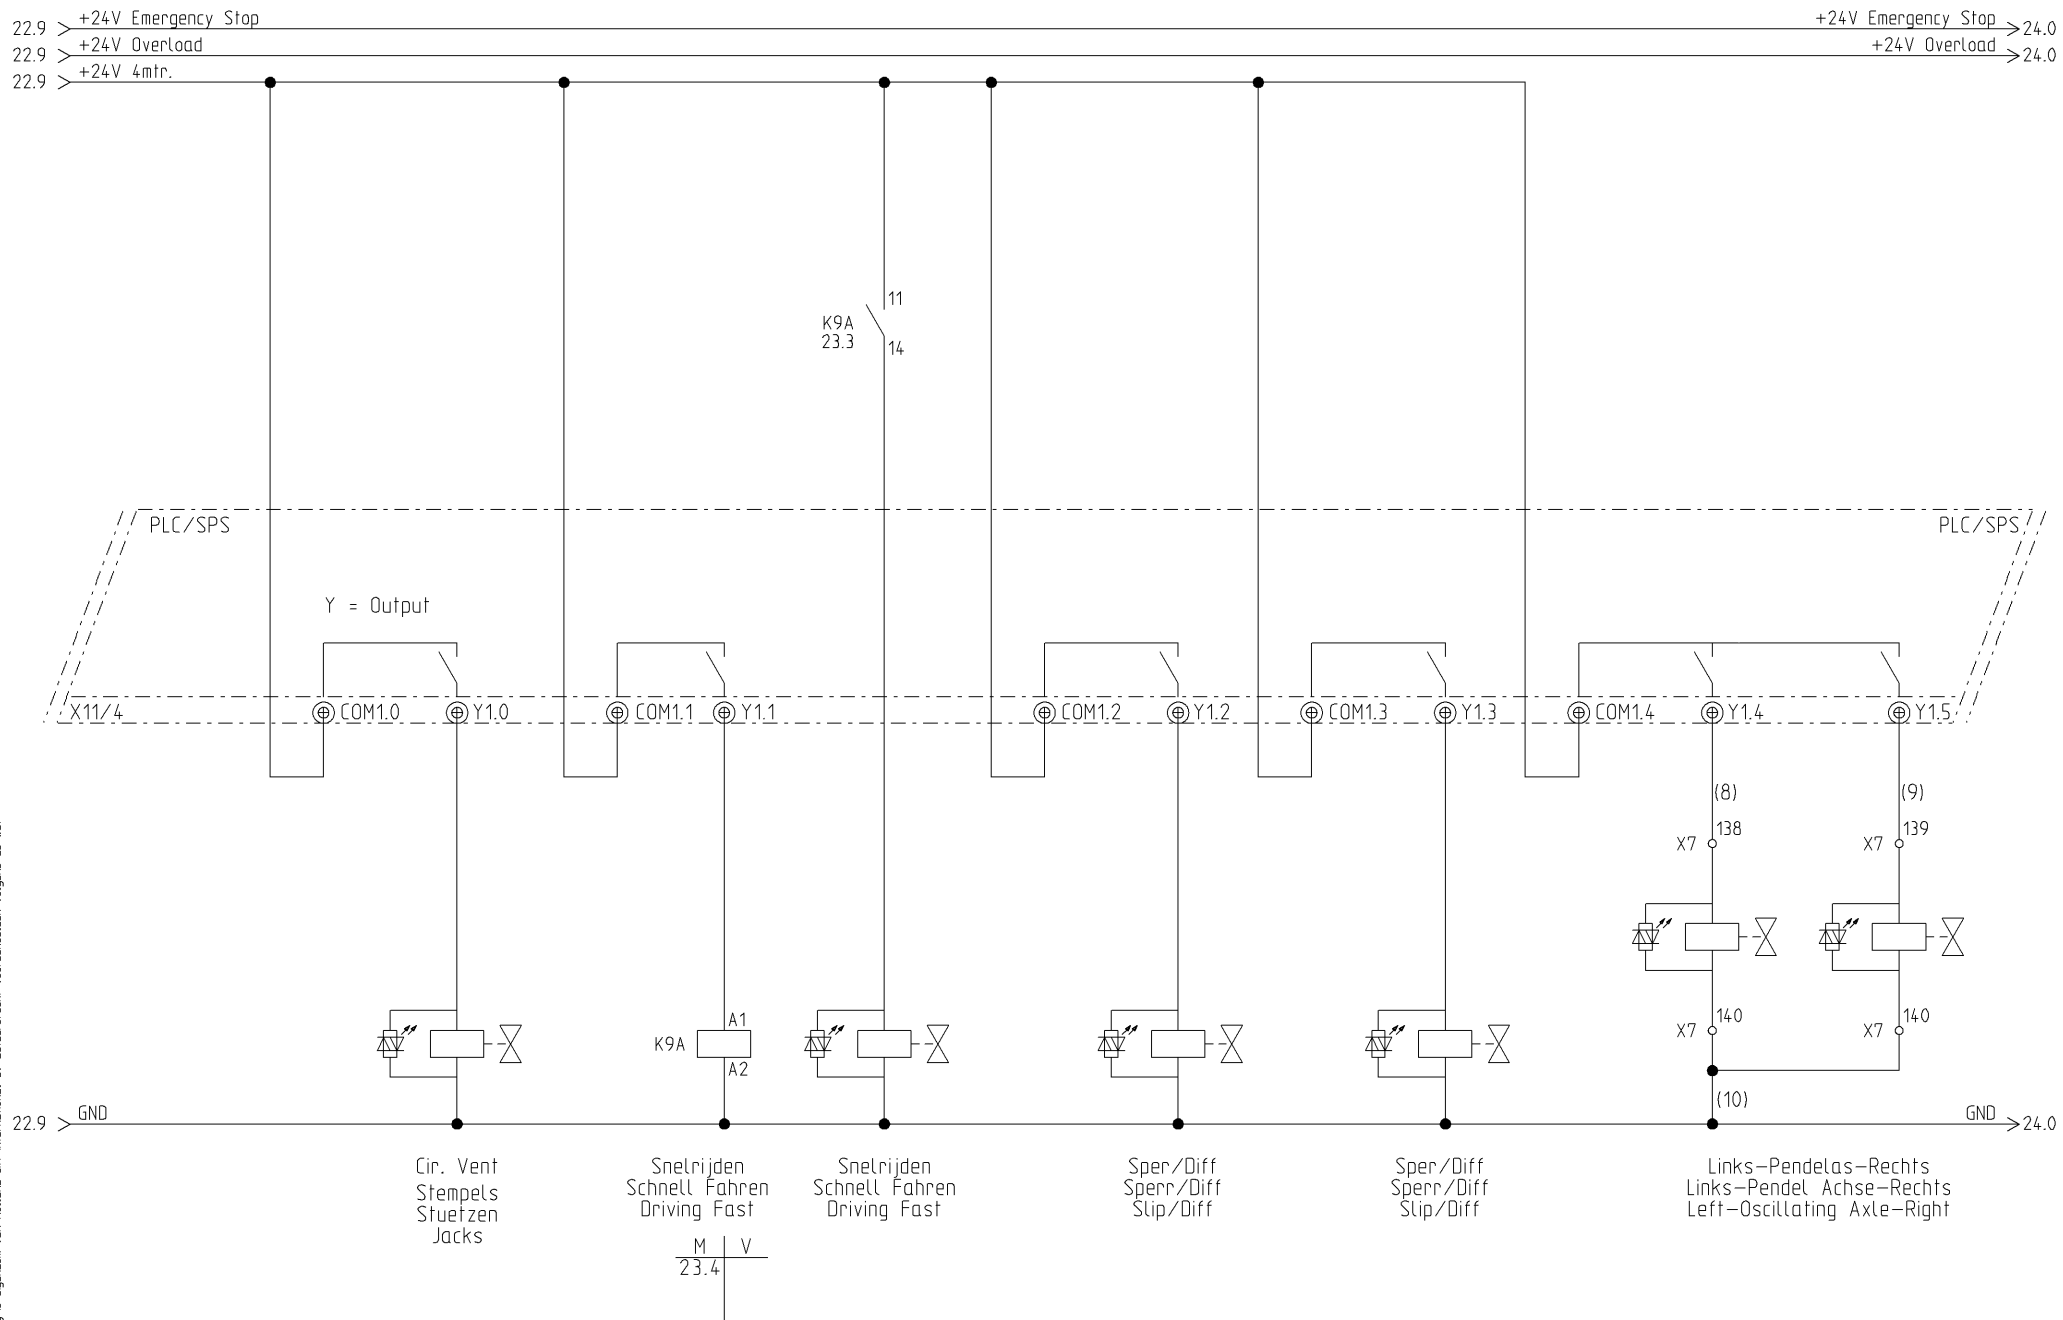 22.9 +24V Emergency Stop +24V Emergency Stop 24.0
22.9 +24V Overload +24V Overload 24.0
22.9 +24V 4mtr.
11
K9A
23.3
14
PLC/SPS PLC/SPS
Y = Output
X11/4 COM1.0 Y1.0 COM1.1 Y1.1 COM1.2 Y1.2 COM1.3 Y1.3 COM1.4 Y1.4 Y1.5
(8) (9)
138 139
X7 X7
A1 140 140
K9A X7 X7
A2
(10)
22.9 GND GND 24.0
Cir. Vent
Stempels
Stuetzen
Jacks
Snelrijden
Schnell Fahren
Driving Fast
M V
23.4
Snelrijden
Schnell Fahren
Driving Fast
Sper/Diff
Sperr/Diff
Slip/Diff
Sper/Diff
Sperr/Diff
Slip/Diff
Links-Pendelas-Rechts
Links-Pendel Achse-Rechts
Left-Oscillating Axle-Right